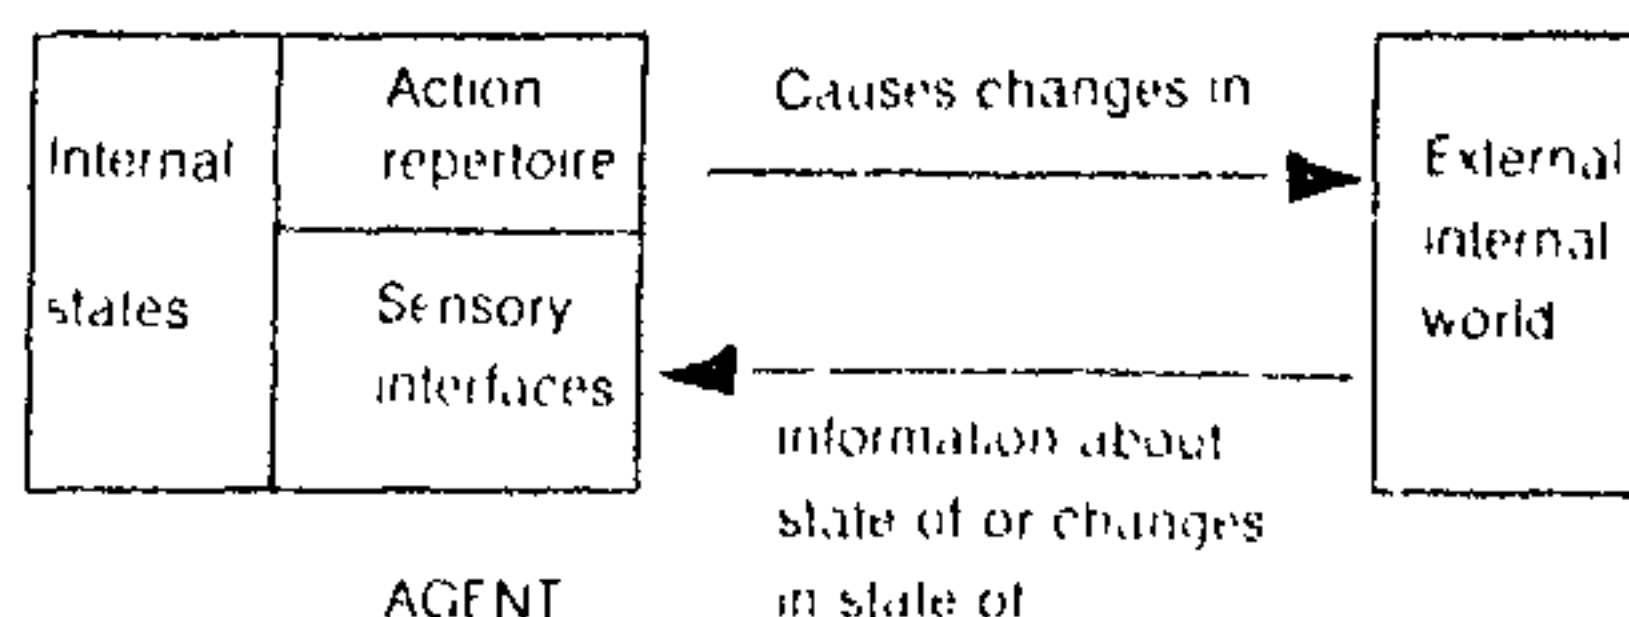 Internal
states
Action
repertoire
Sensory
interfaces
AGENT
Causes changes in
information about
state of or changes
in state of
External
internal
world